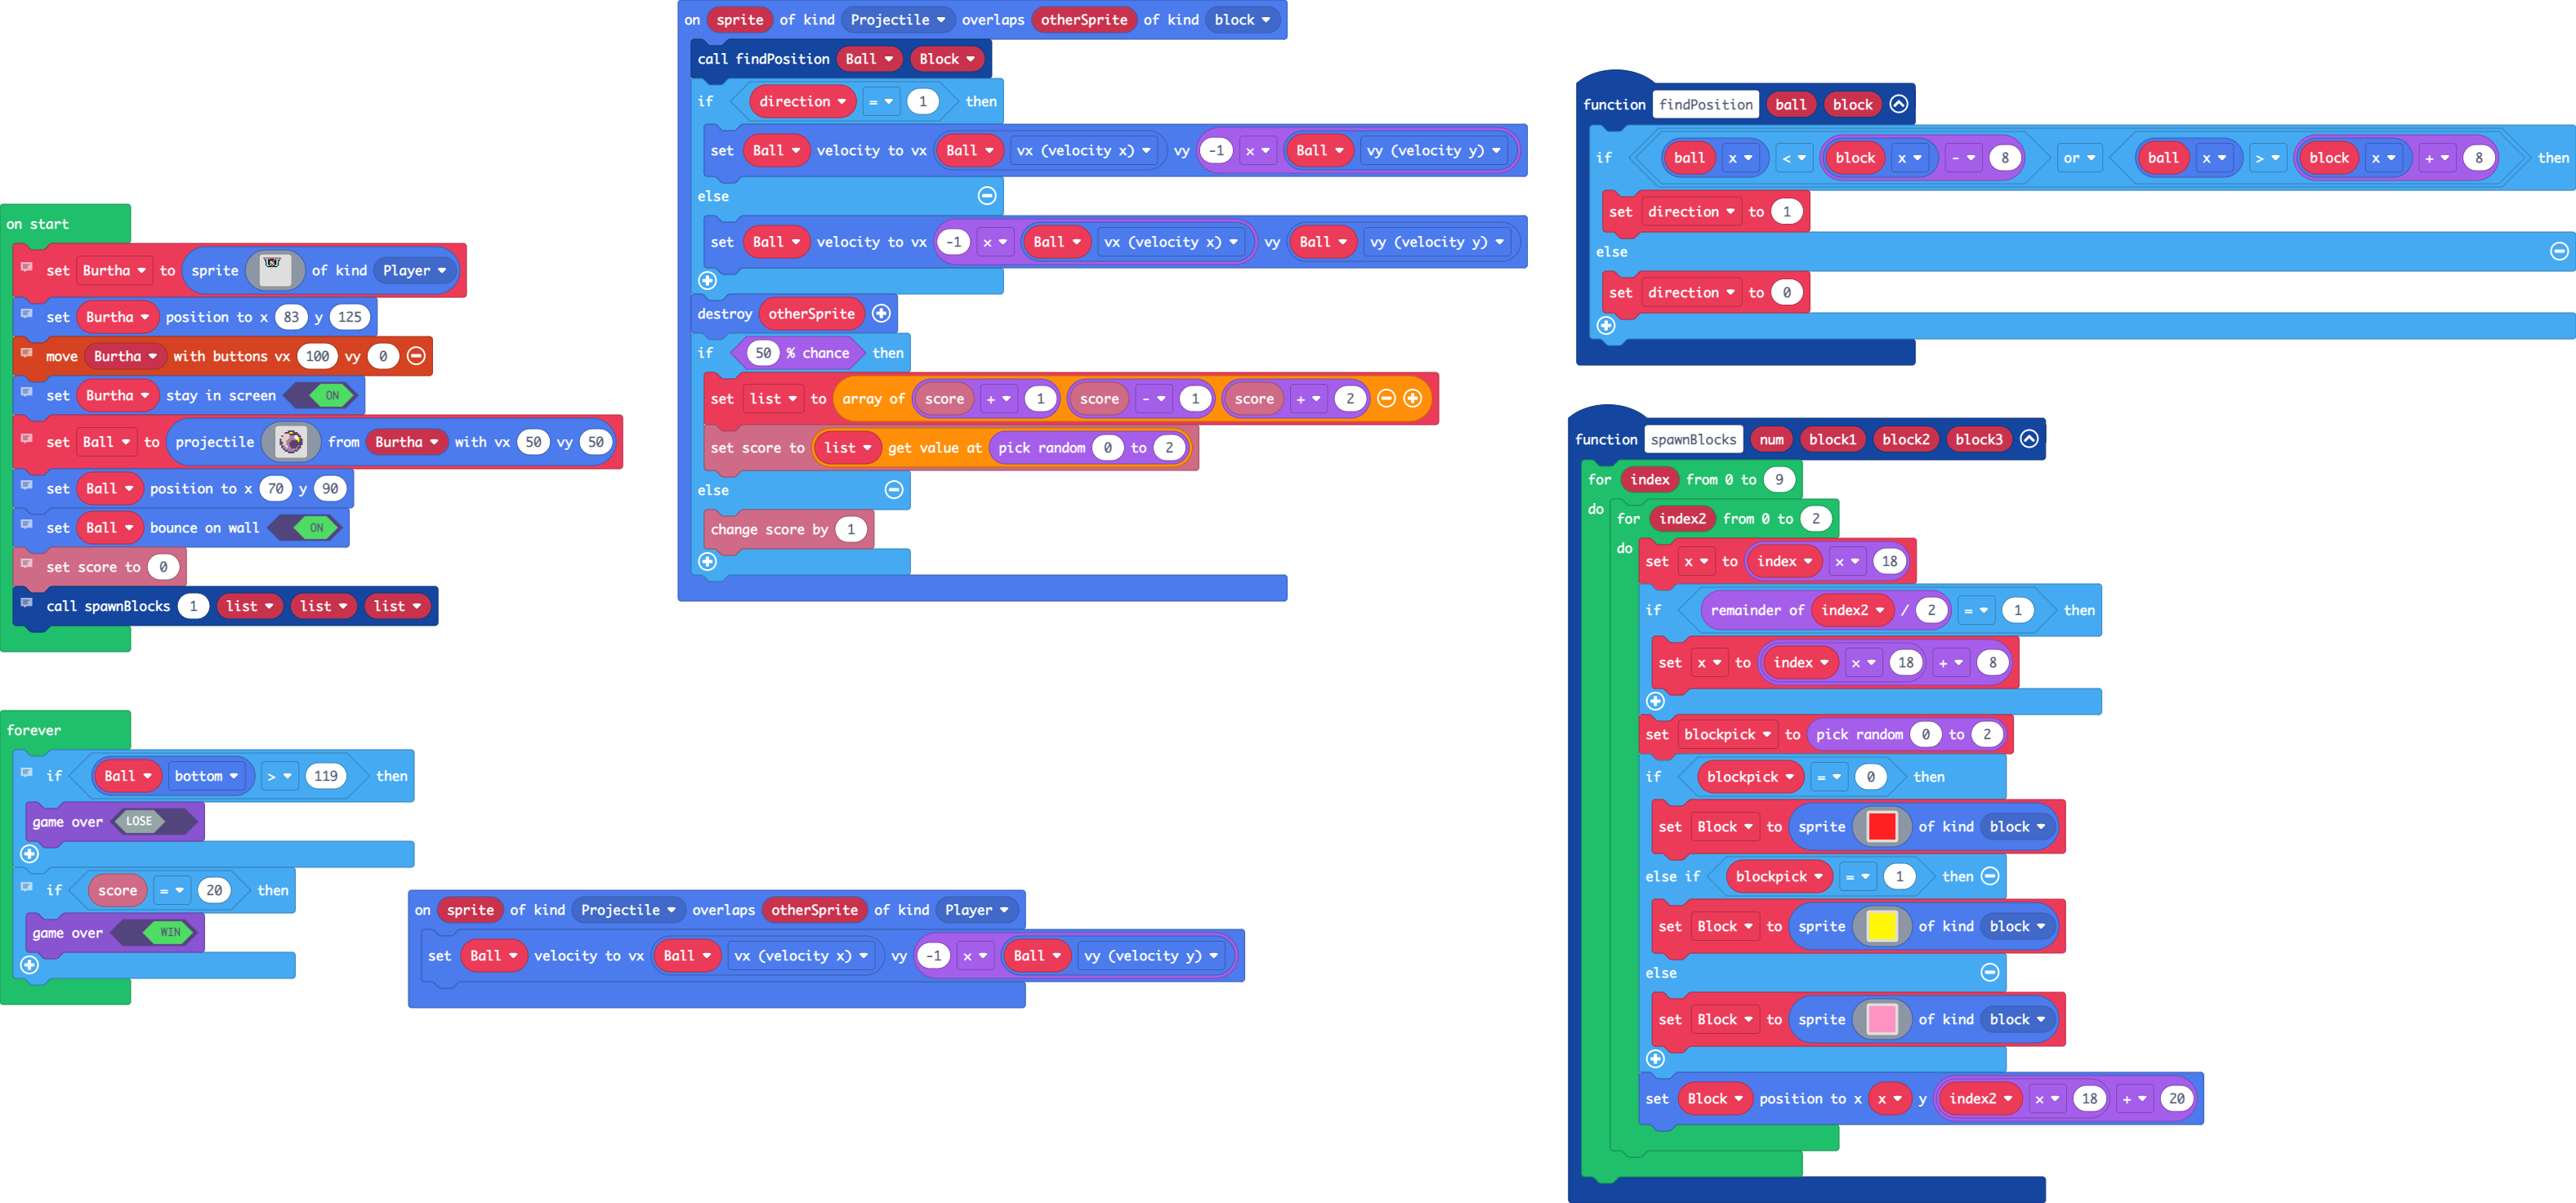 on start
set Burtha to sprite of kind Player
set Burtha position to x 83 y 125
move Burtha with buttons vx 100 vy 0
set Burtha stay in screen ON
set Ball to projectile from Burtha with vx 50 vy 50
set Ball position to x 70 y 90
set Ball bounce on wall ON
set score to 0
call spawnBlocks 1 list list list
forever
if Ball bottom > 119 then
game over LOSE
if score = 20 then
game over WIN
on sprite of kind Projectile overlaps otherSprite of kind block
call findPosition Ball Block
if direction = 1 then
set Ball velocity to vx Ball vx (velocity x) vy -1 × Ball vy (velocity y)
else
set Ball velocity to vx -1 × Ball vx (velocity x) vy Ball vy (velocity y)
destroy otherSprite
if 50 % chance then
set list to array of score + 1 score - 1 score + 2
set score to list get value at pick random 0 to 2
else
change score by 1
on sprite of kind Projectile overlaps otherSprite of kind Player
set Ball velocity to vx Ball vx (velocity x) vy -1 × Ball vy (velocity y)
function findPosition ball block
if ball x < block x - 8 or ball x > block x + 8 then
set direction to 1
else
set direction to 0
function spawnBlocks num block1 block2 block3
for index from 0 to 9
do for index2 from 0 to 2
do set x to index × 18
if remainder of index2 / 2 = 1 then
set x to index × 18 + 8
set blockpick to pick random 0 to 2
if blockpick = 0 then
set Block to sprite of kind block
else if blockpick = 1 then
set Block to sprite of kind block
else
set Block to sprite of kind block
set Block position to x x y index2 × 18 + 20